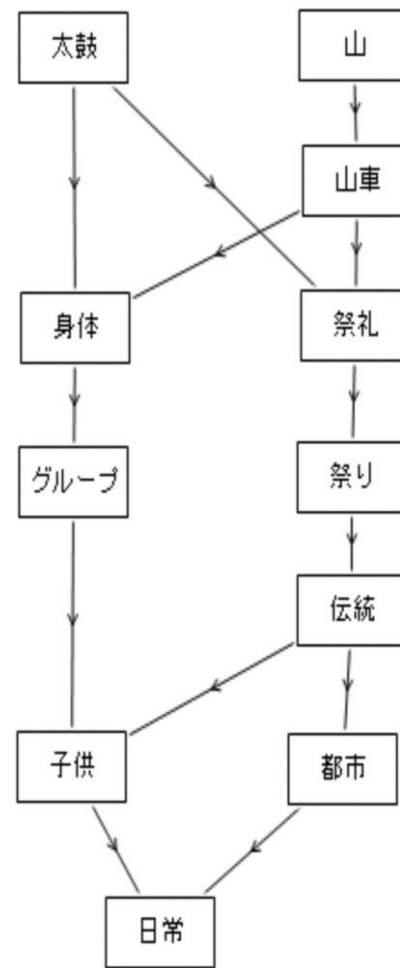 太鼓
山
山車
身体
祭礼
グループ
祭り
伝統
子供
都市
日常